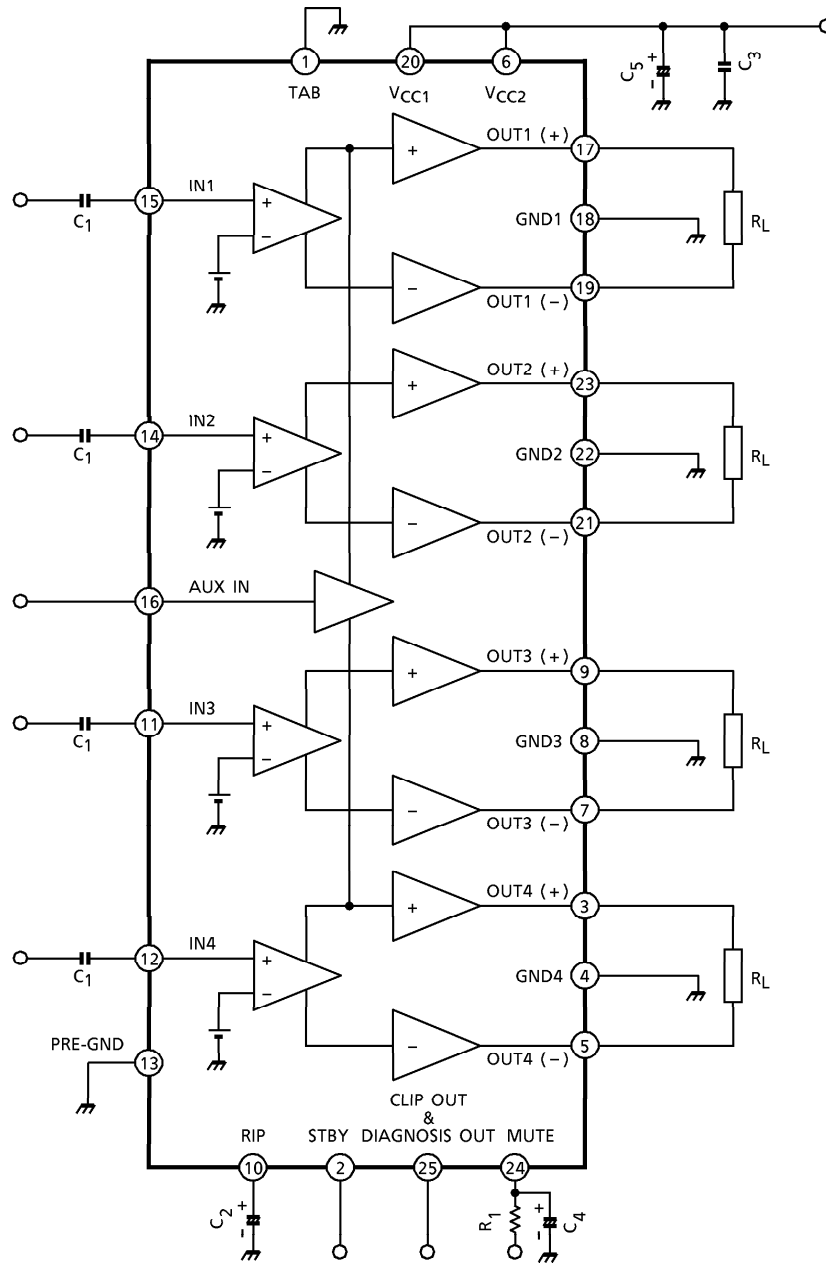 1 20 6
TAB VCC1 VCC2
C5 + - C3
OUT1 (+) 17
+
15 IN1 + -
C1
GND1 18 RL
-
OUT1 (-) 19
OUT2 (+) 23
+
14 IN2 + -
C1
GND2 22 RL
-
OUT2 (-) 21
16 AUX IN
OUT3 (+) 9
+
11 IN3 + -
C1
GND3 8 RL
-
OUT3 (-) 7
OUT4 (+) 3
+
12 IN4 + -
C1
GND4 4 RL
-
OUT4 (-) 5
PRE-GND
13
CLIP OUT
&
RIP STBY DIAGNOSIS OUT MUTE
10 2 25 24
C2 + - R1 + - C4